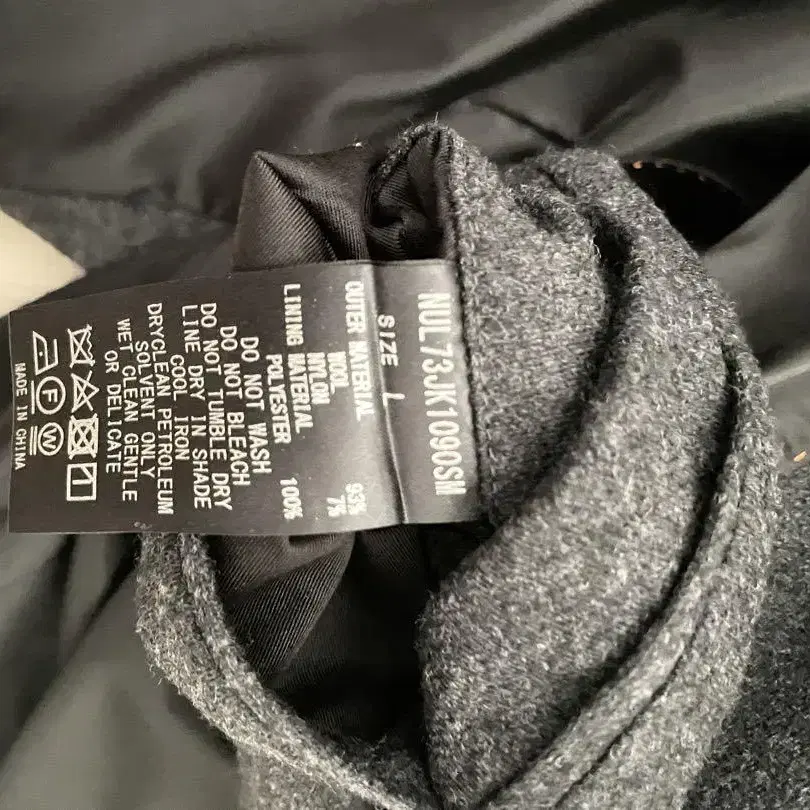 NUL73JK1090SM
SIZE L
OUTER MATERIAL
WOOL 93%
NYLON 7%
LINING MATERIAL
POLYESTER 100%
DO NOT WASH
DO NOT BLEACH
DO NOT TUMBLE DRY
LINE DRY IN SHADE
COOL IRON
DRYCLEAN PETROLEUM
SOLVENT ONLY
WET CLEAN GENTLE
OR DELICATE
F W
MADE IN CHINA